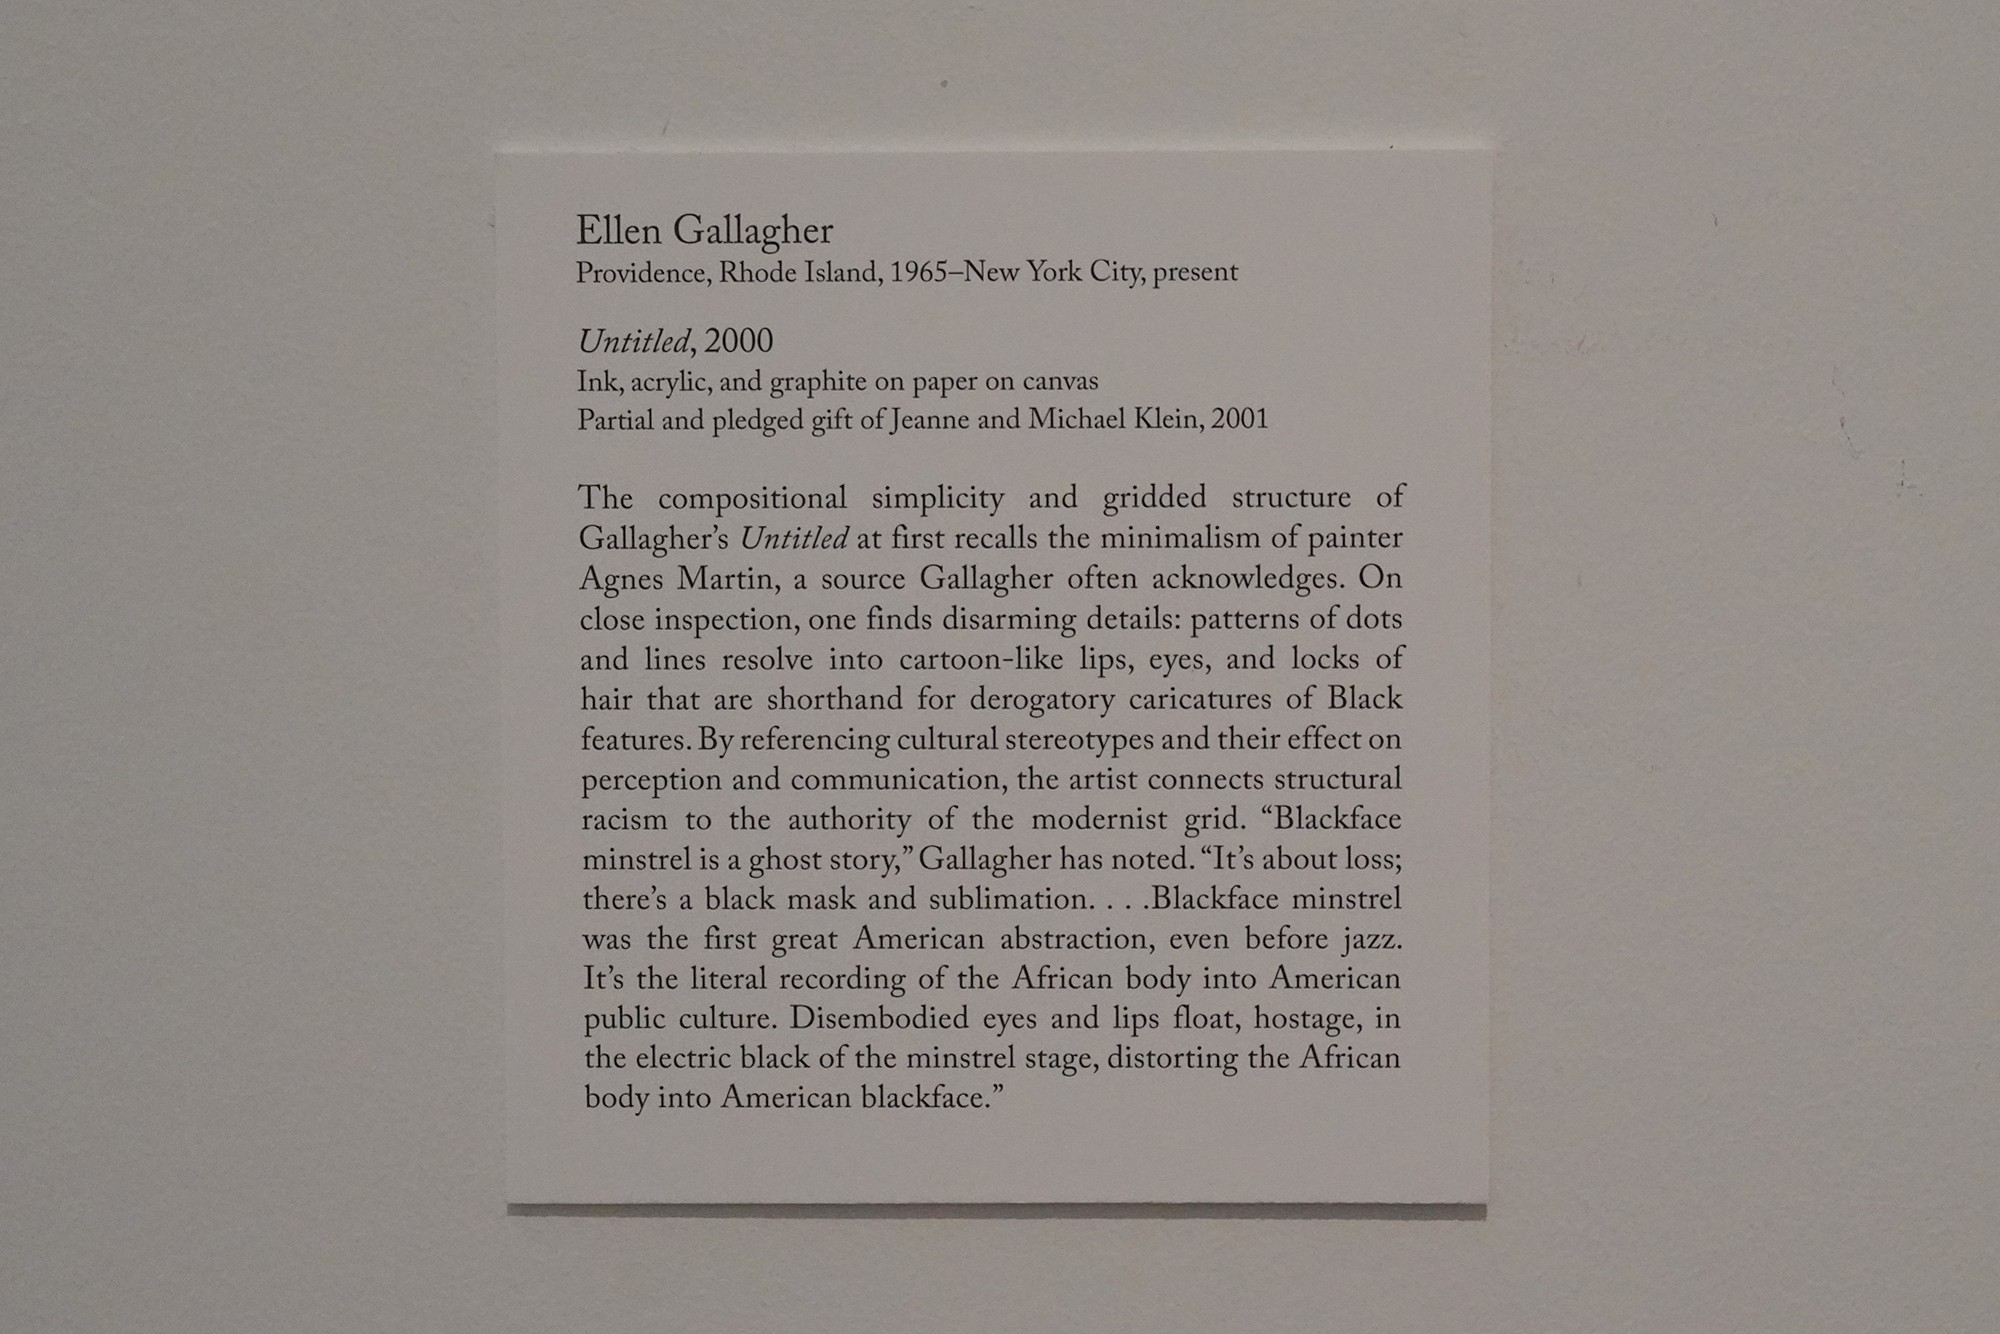 Ellen Gallagher
Providence, Rhode Island, 1965–New York City, present
Untitled, 2000
Ink, acrylic, and graphite on paper on canvas
Partial and pledged gift of Jeanne and Michael Klein, 2001
The compositional simplicity and gridded structure of
Gallagher’s Untitled at first recalls the minimalism of painter
Agnes Martin, a source Gallagher often acknowledges. On
close inspection, one finds disarming details: patterns of dots
and lines resolve into cartoon-like lips, eyes, and locks of
hair that are shorthand for derogatory caricatures of Black
features. By referencing cultural stereotypes and their effect on
perception and communication, the artist connects structural
racism to the authority of the modernist grid. “Blackface
minstrel is a ghost story,” Gallagher has noted. “It’s about loss;
there’s a black mask and sublimation. . . .Blackface minstrel
was the first great American abstraction, even before jazz.
It’s the literal recording of the African body into American
public culture. Disembodied eyes and lips float, hostage, in
the electric black of the minstrel stage, distorting the African
body into American blackface.”